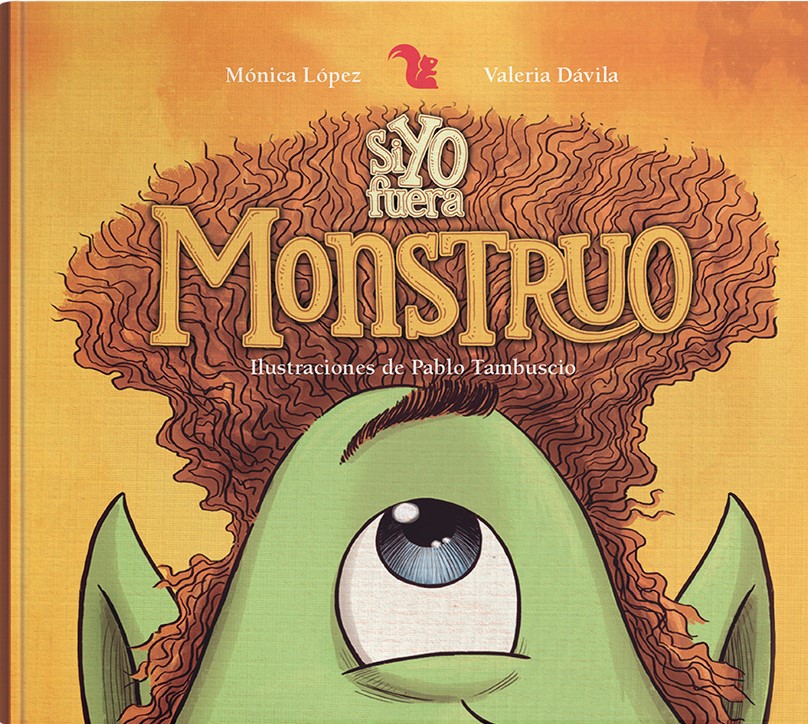 Mónica López Valeria Dávila
Si Yo
fuera
Monstruo
Ilustraciones de Pablo Tambuscio